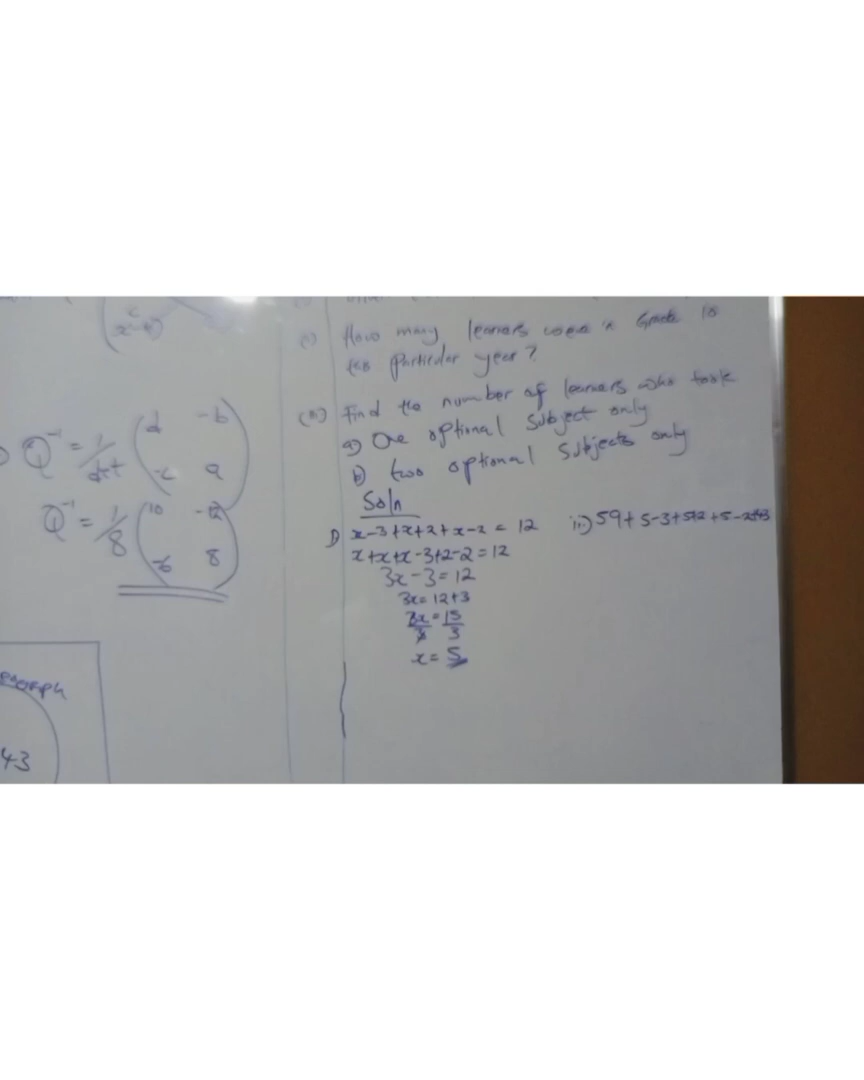 Q⁻¹ = 1/det ( d -b
-c a )
Q⁻¹ = 1/8 ( 10 -12
-6 8 )
43
(i) How many learners were in Grade 10
particular year?
Find the number of learners who took
a) One optional Subject only
b) two optional Subjects only
Soln
i) x-3+x+2+x-2 = 12
x+x+x-3+2-2=12
3x-3=12
3x=12+3
3x/3=15/3
x=5
ii) 59+5-3+5+2+5-2+43